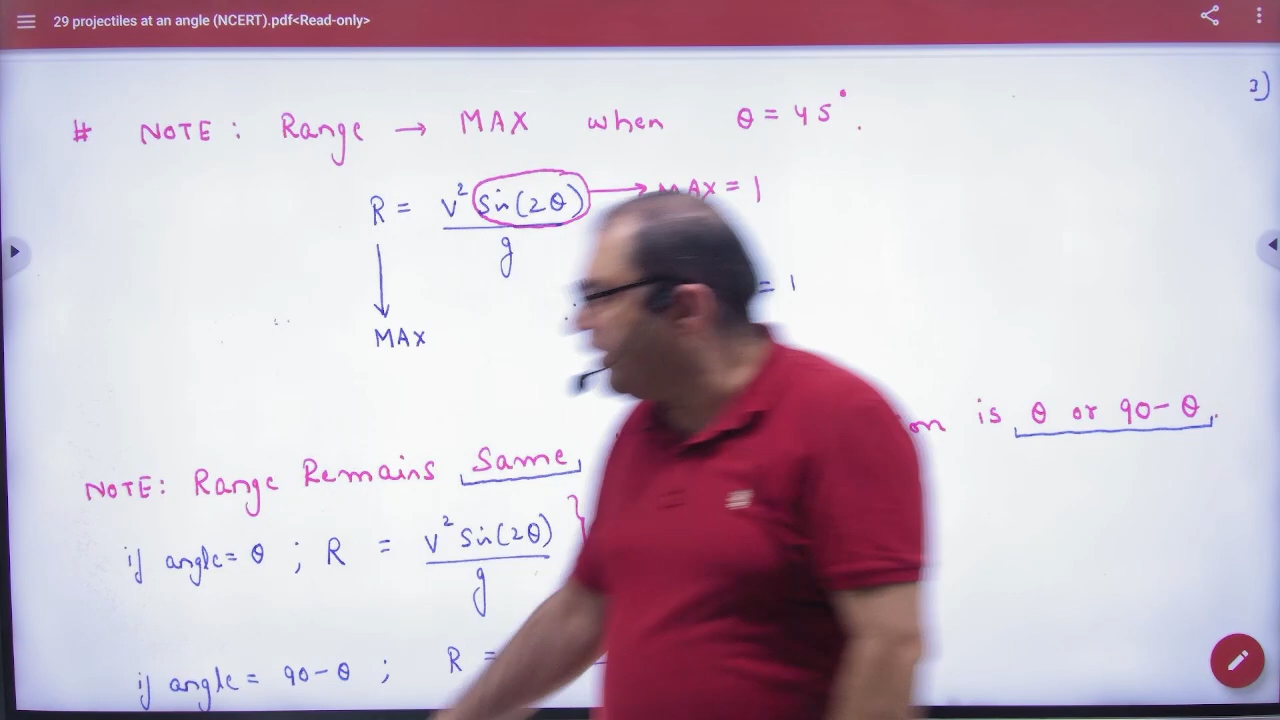 29 projectiles at an angle (NCERT).pdf<Read-only>
3)
# NOTE : Range → MAX when θ = 45°.
R = v² Sin(2θ) / g → MAX = 1
= 1
MAX
NOTE: Range Remains Same, is θ or 90-θ.
if angle = θ ; R = v² Sin(2θ) / g }
if angle = 90-θ ; R =